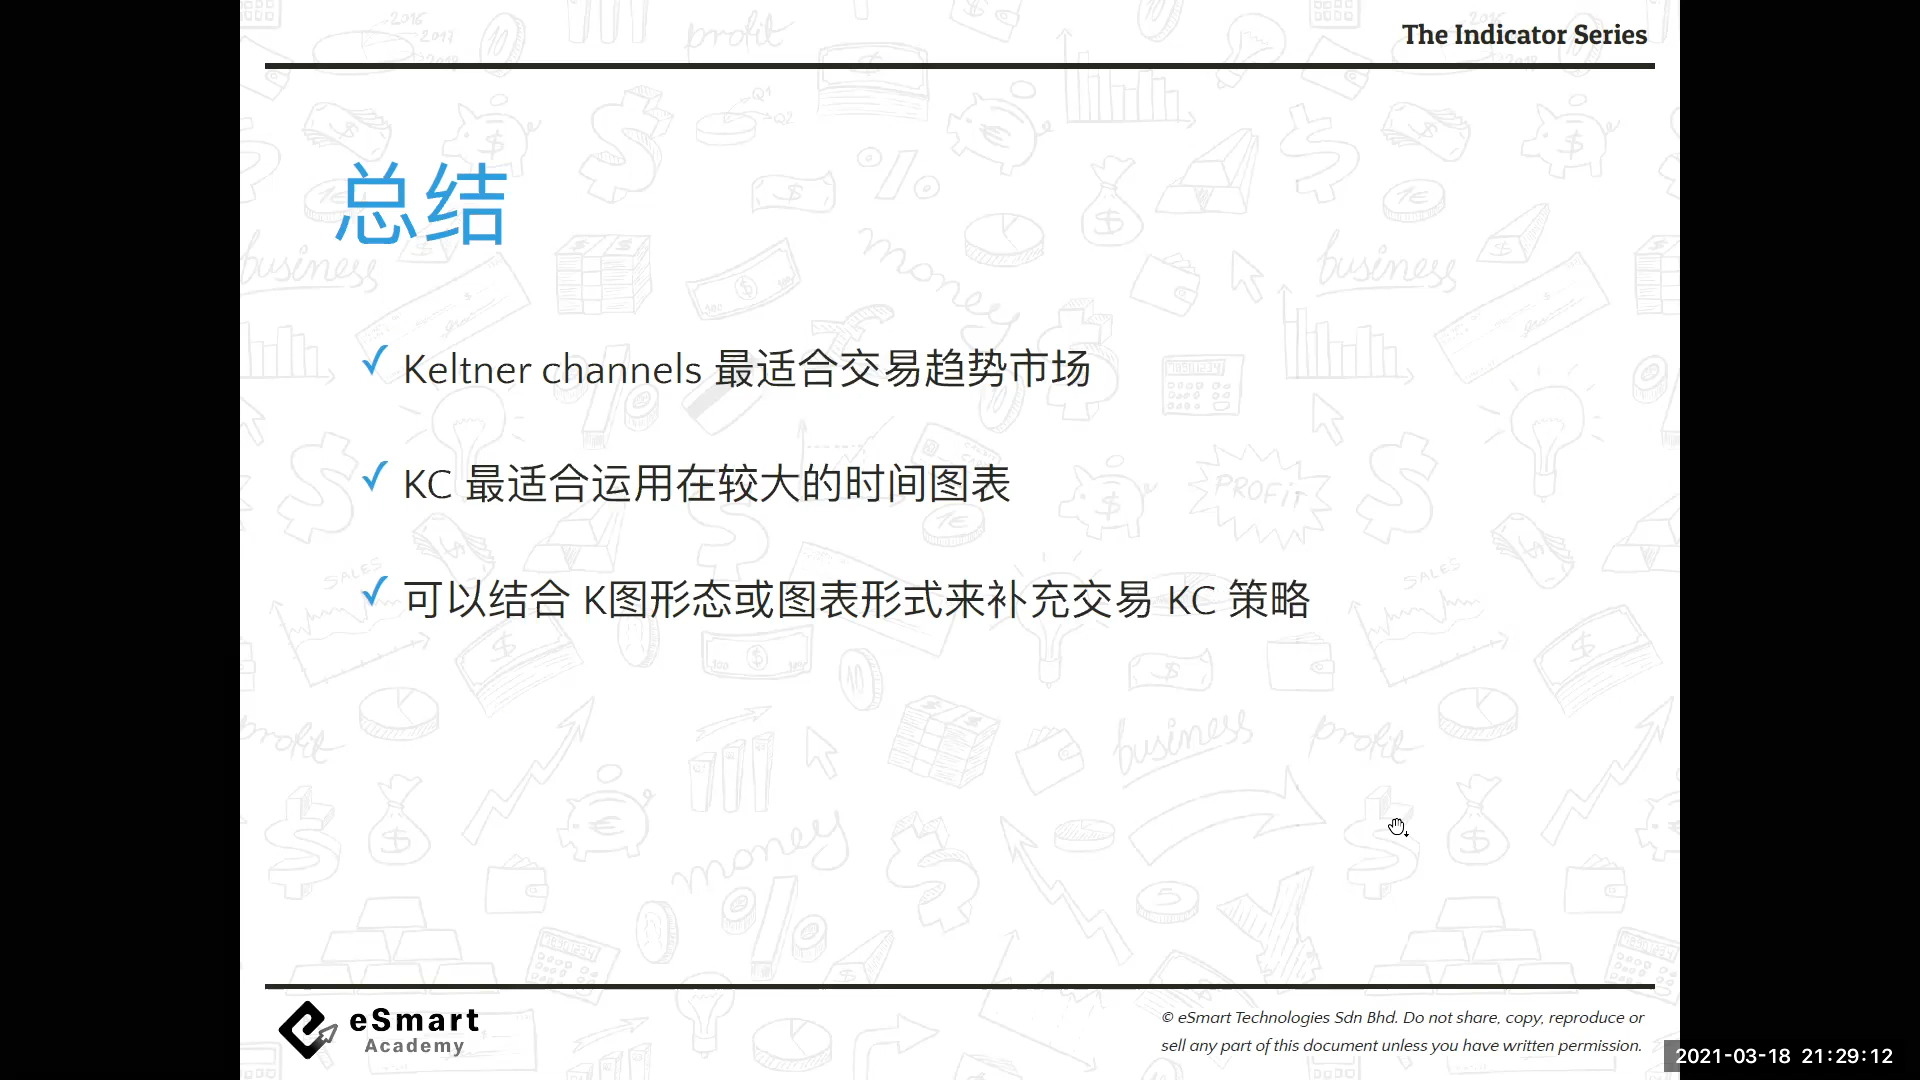 The Indicator Series
总结
✓ Keltner channels 最适合交易趋势市场
✓ KC 最适合运用在较大的时间图表
✓ 可以结合 K图形态或图表形式来补充交易 KC 策略
eSmart
Academy
© eSmart Technologies Sdn Bhd. Do not share, copy, reproduce or
sell any part of this document unless you have written permission.
2021-03-18 21:29:12